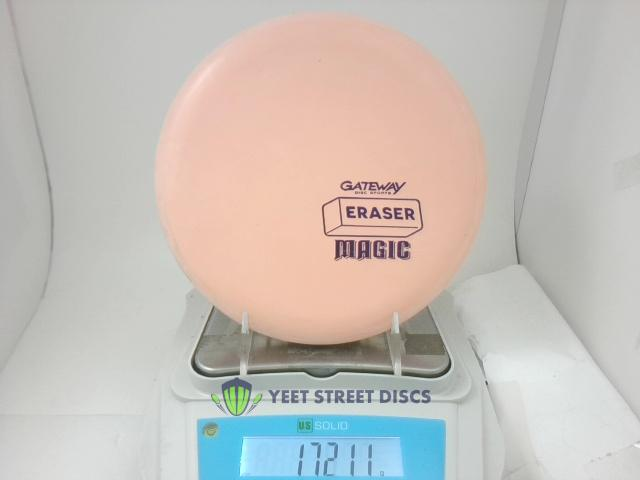 GATEWAY
DISC SPORTS
ERASER
MAGIC
YEET STREET DISCS
US SOLID
172.11 g